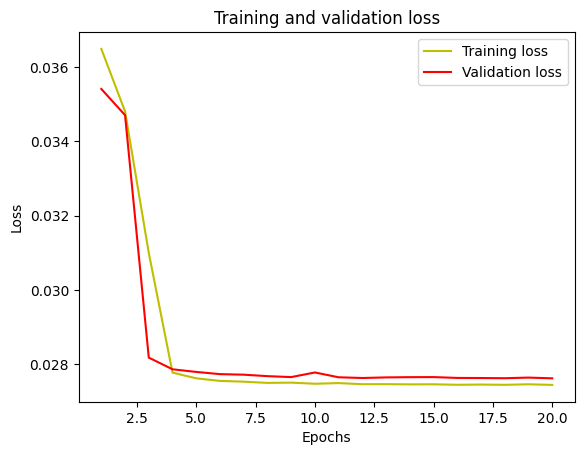 Training and validation loss
Training loss
Validation loss
0.036
0.034
0.032
0.030
0.028
Loss
2.5 5.0 7.5 10.0 12.5 15.0 17.5 20.0
Epochs